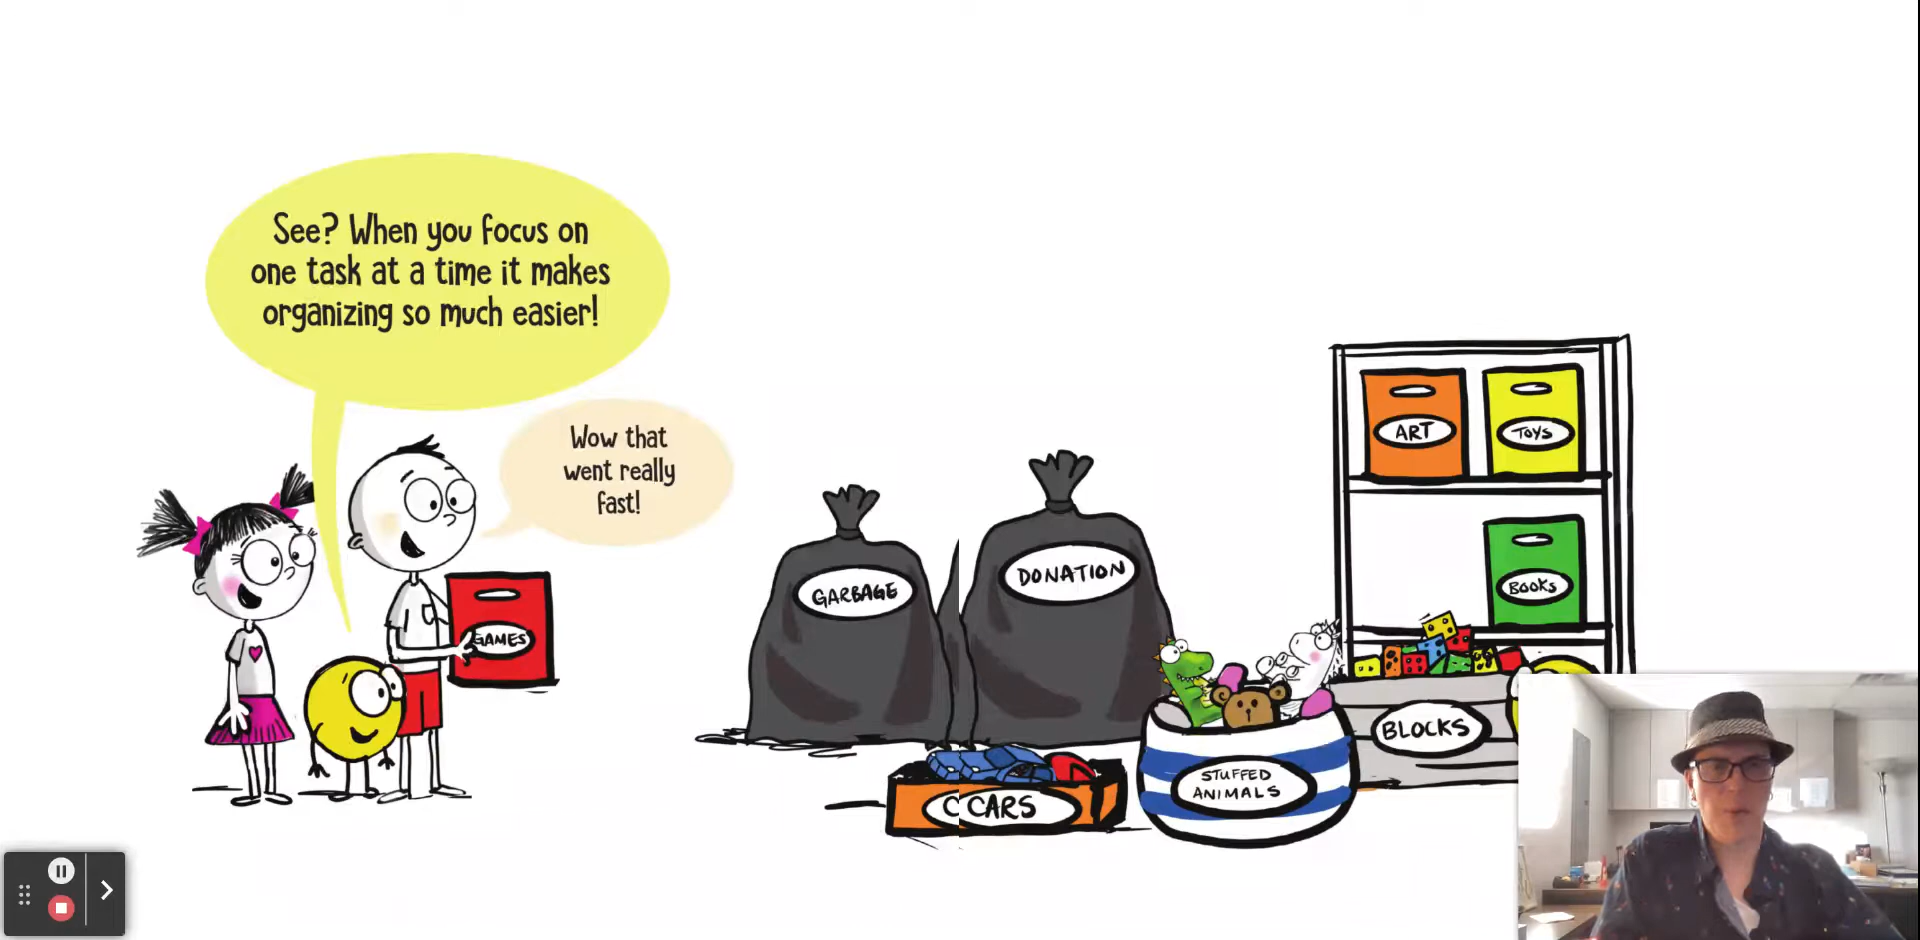 See? When you focus on
one task at a time it makes
organizing so much easier!
Wow that
went really
fast!
GAMES
GARBAGE
DONATION
C CARS
STUFFED
ANIMALS
ART
TOYS
BOOKS
BLOCKS